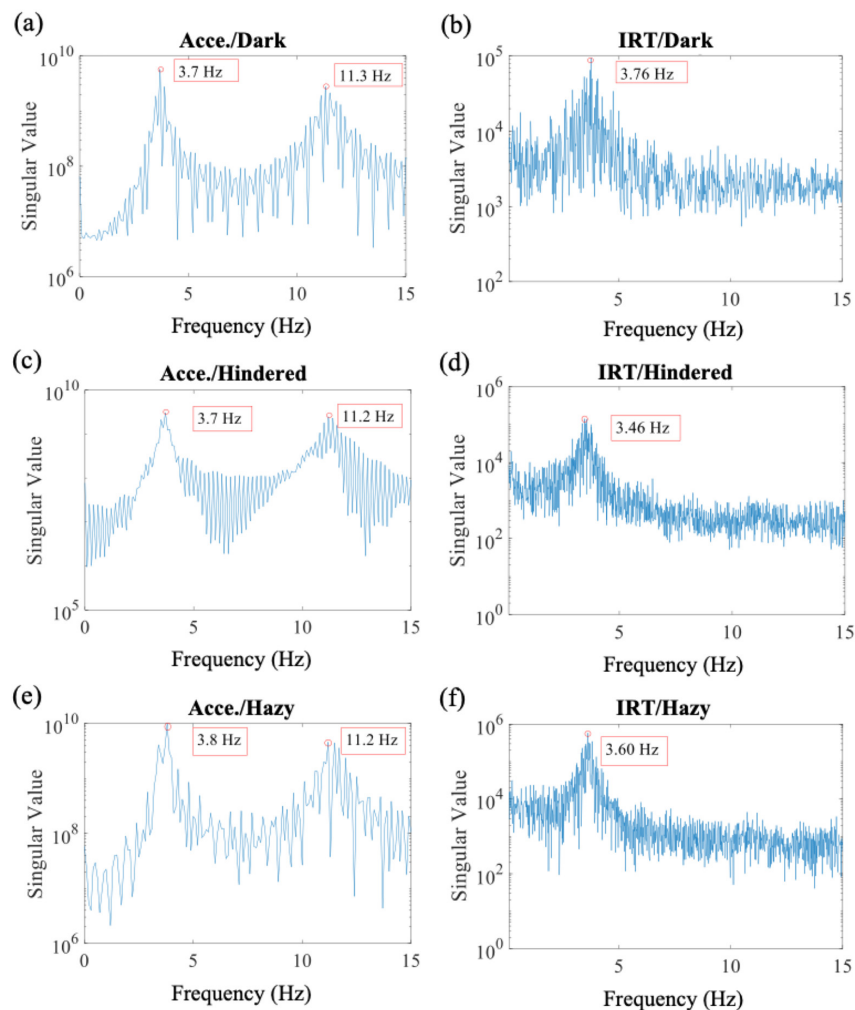 (a)
Acce./Dark
10^10
10^8
10^6
Singular Value
3.7 Hz
11.3 Hz
0
5
10
15
Frequency (Hz)
(b)
IRT/Dark
10^5
10^4
10^3
10^2
Singular Value
3.76 Hz
5
10
15
Frequency (Hz)
(c)
Acce./Hindered
10^10
10^5
Singular Value
3.7 Hz
11.2 Hz
0
5
10
15
Frequency (Hz)
(d)
IRT/Hindered
10^6
10^4
10^2
10^0
Singular Value
3.46 Hz
5
10
15
Frequency (Hz)
(e)
Acce./Hazy
10^10
10^8
10^6
Singular Value
3.8 Hz
11.2 Hz
0
5
10
15
Frequency (Hz)
(f)
IRT/Hazy
10^6
10^4
10^2
10^0
Singular Value
3.60 Hz
5
10
15
Frequency (Hz)